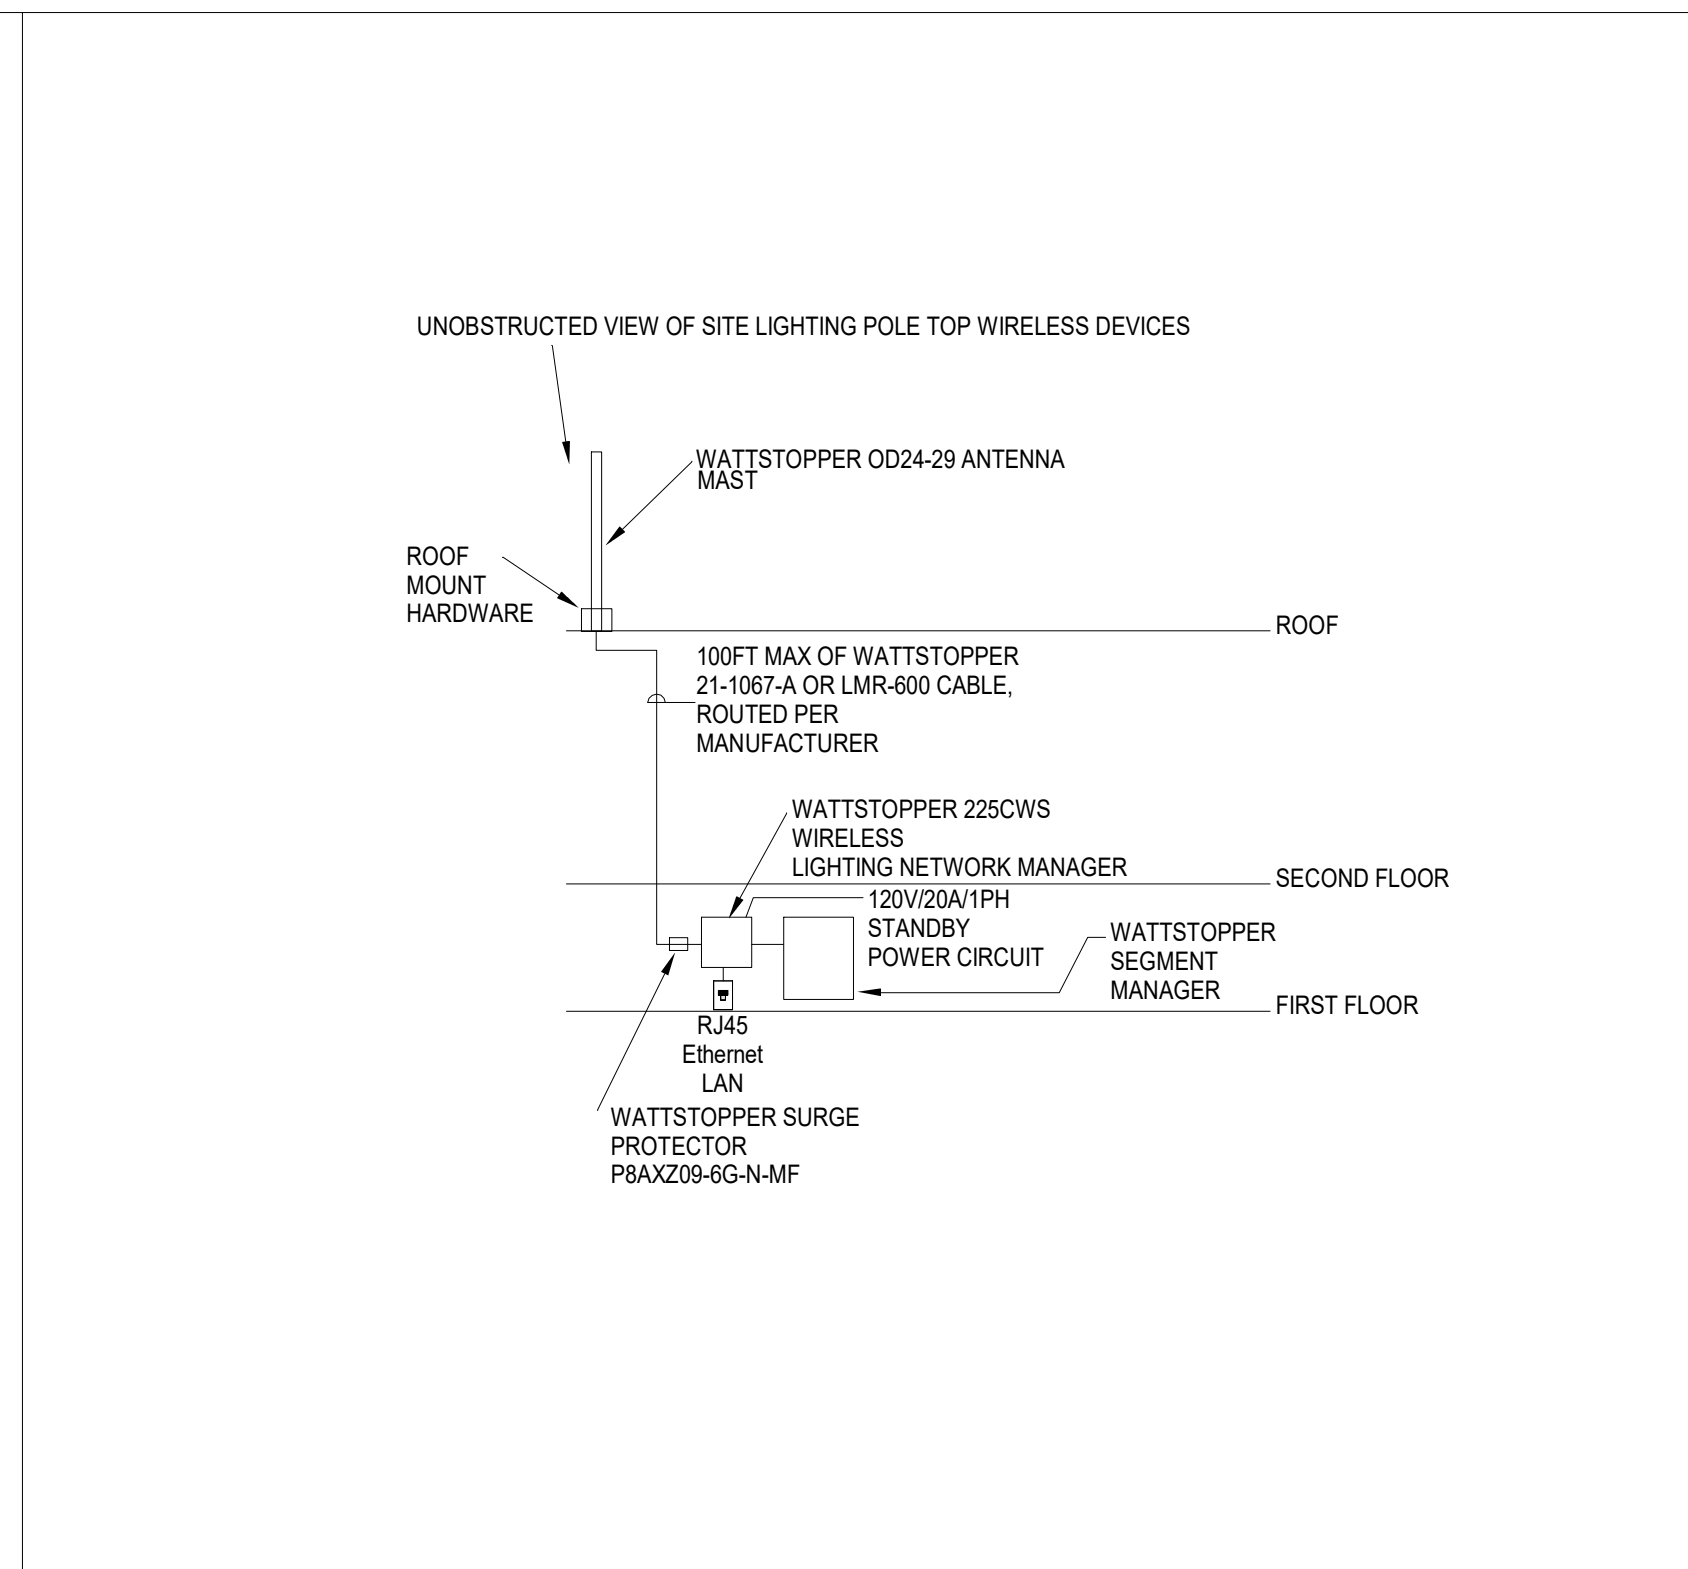 UNOBSTRUCTED VIEW OF SITE LIGHTING POLE TOP WIRELESS DEVICES
WATTSTOPPER OD24-29 ANTENNA
MAST
ROOF
MOUNT
HARDWARE
ROOF
100FT MAX OF WATTSTOPPER
21-1067-A OR LMR-600 CABLE,
ROUTED PER
MANUFACTURER
WATTSTOPPER 225CWS
WIRELESS
LIGHTING NETWORK MANAGER
SECOND FLOOR
120V/20A/1PH
STANDBY
POWER CIRCUIT
WATTSTOPPER
SEGMENT
MANAGER
FIRST FLOOR
RJ45
Ethernet
LAN
WATTSTOPPER SURGE
PROTECTOR
P8AXZ09-6G-N-MF